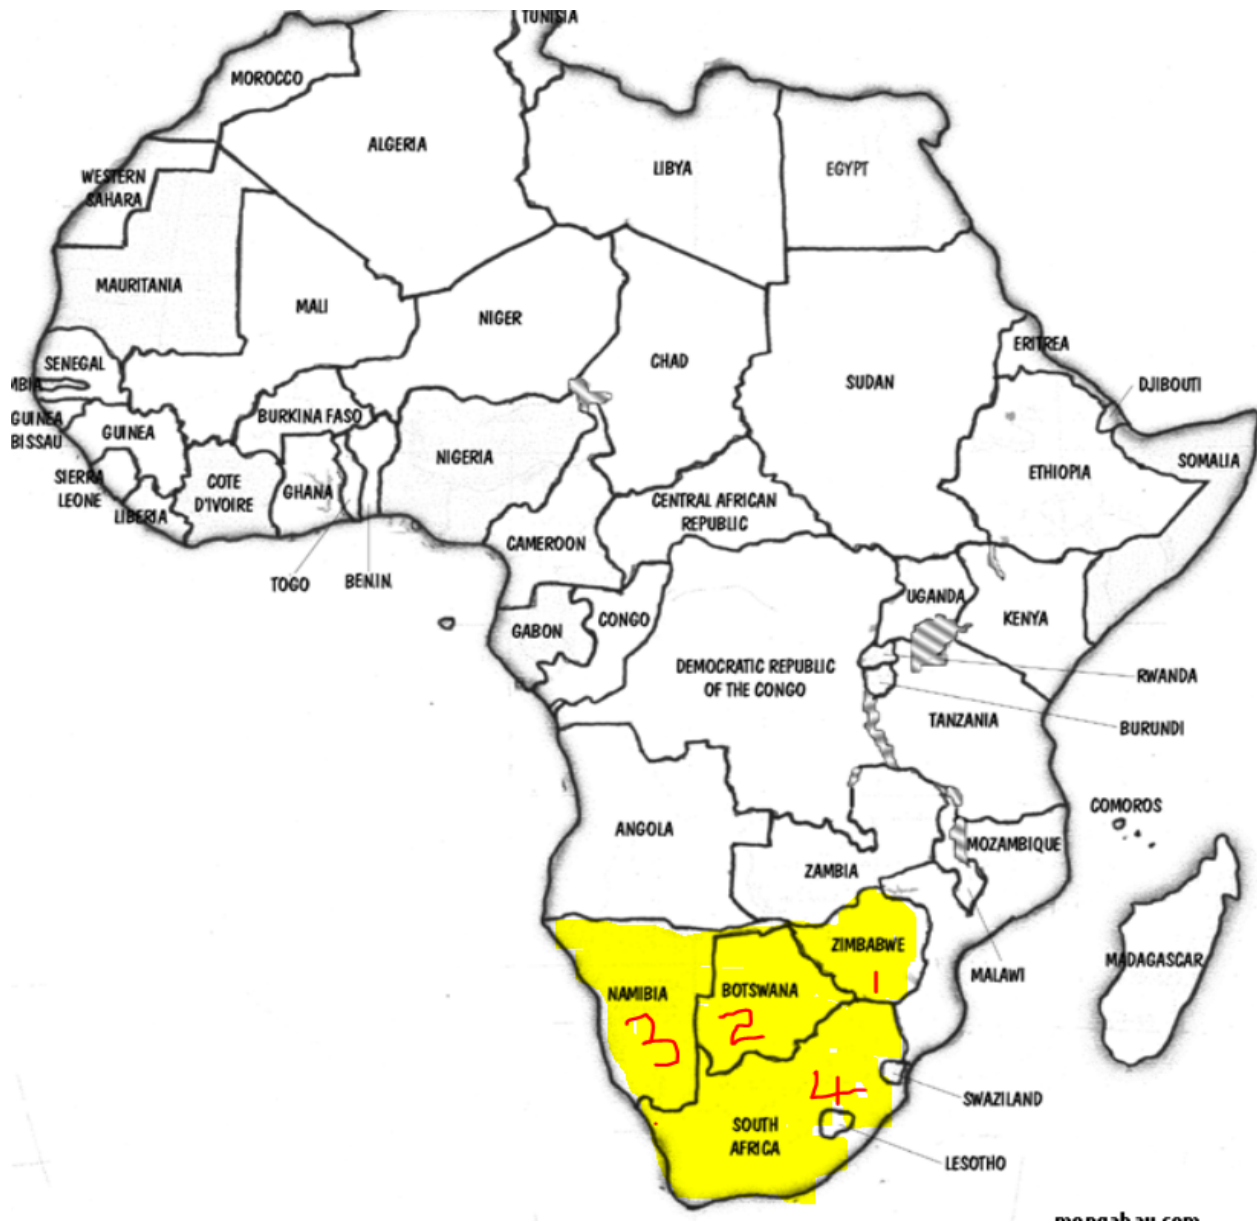 TUNISIA
MOROCCO
ALGERIA
LIBYA
EGYPT
WESTERN
SAHARA
MAURITANIA
MALI
NIGER
CHAD
SUDAN
ERITREA
DJIBOUTI
SENEGAL
MBIA
GUINEA
BISSAU
GUINEA
BURKINA FASO
NIGERIA
ETHIOPIA
SOMALIA
SIERRA
LEONE
LIBERIA
COTE
D'IVOIRE
GHANA
CENTRAL AFRICAN
REPUBLIC
CAMEROON
TOGO
BENIN
GABON
CONGO
UGANDA
KENYA
DEMOCRATIC REPUBLIC
OF THE CONGO
RWANDA
TANZANIA
BURUNDI
ANGOLA
COMOROS
ZAMBIA
MOZAMBIQUE
ZIMBABWE
1
MALAWI
MADAGASCAR
NAMIBIA
3
BOTSWANA
2
4
SWAZILAND
SOUTH
AFRICA
LESOTHO
mongabay.com